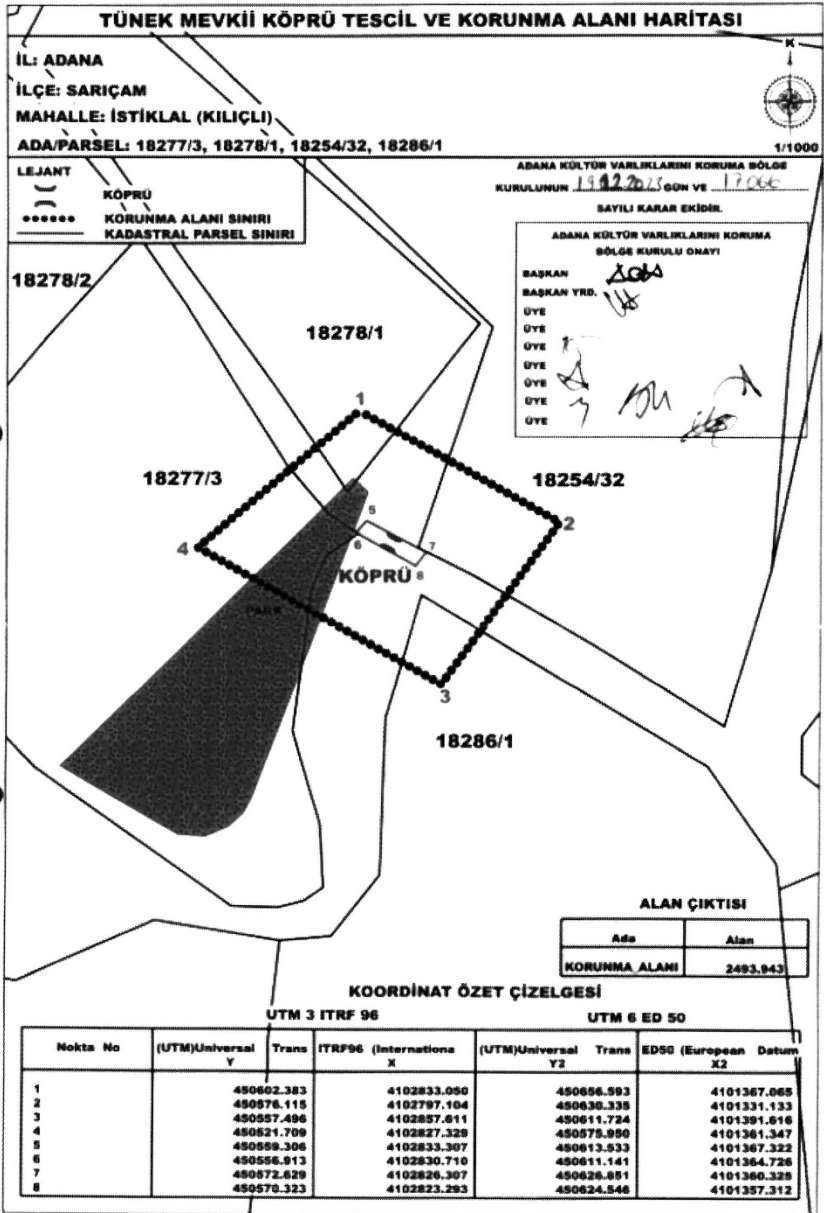 TÜNEK MEVKİİ KÖPRÜ TESCİL VE KORUNMA ALANI HARİTASI
İL: ADANA
İLÇE: SARIÇAM
MAHALLE: İSTİKLAL (KILIÇLI)
ADA/PARSEL: 18277/3, 18278/1, 18254/32, 18286/1
K
1/1000
LEJANT
KÖPRÜ
KORUNMA ALANI SINIRI
KADASTRAL PARSEL SINIRI
ADANA KÜLTÜR VARLIKLARINI KORUMA BÖLGE
KURULUNUN 19.12.2023 GÜN VE 17066
SAYILI KARAR EKİDİR.
ADANA KÜLTÜR VARLIKLARINI KORUMA
BÖLGE KURULU ONAYI
BAŞKAN
BAŞKAN YRD.
ÜYE
ÜYE
ÜYE
ÜYE
ÜYE
ÜYE
ÜYE
18278/2
18278/1
1
18277/3
18254/32
2
4
5
6
7
8
KÖPRÜ
PARK
3
18286/1
ALAN ÇIKTISI
Ada Alan
KORUNMA_ALANI 2493.943
KOORDİNAT ÖZET ÇİZELGESİ
UTM 3 ITRF 96 UTM 6 ED 50
Nokta No (UTM)Universal Trans ITRF96 (Internationa (UTM)Universal Trans ED50 (European Datum
Y X Y2 X2
1 450602.383 4102833.050 450656.593 4101367.065
2 450576.115 4102797.104 450630.335 4101331.133
3 450557.496 4102857.611 450611.724 4101391.616
4 450521.709 4102827.329 450575.950 4101361.347
5 450559.306 4102833.307 450613.533 4101367.322
6 450556.913 4102830.710 450611.141 4101364.726
7 450572.629 4102826.307 450626.851 4101360.325
8 450570.323 4102823.293 450624.546 4101357.312